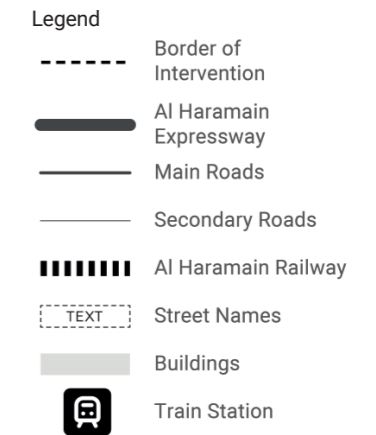 Legend
Border of
Intervention
Al Haramain
Expressway
Main Roads
Secondary Roads
Al Haramain Railway
TEXT
Street Names
Buildings
Train Station